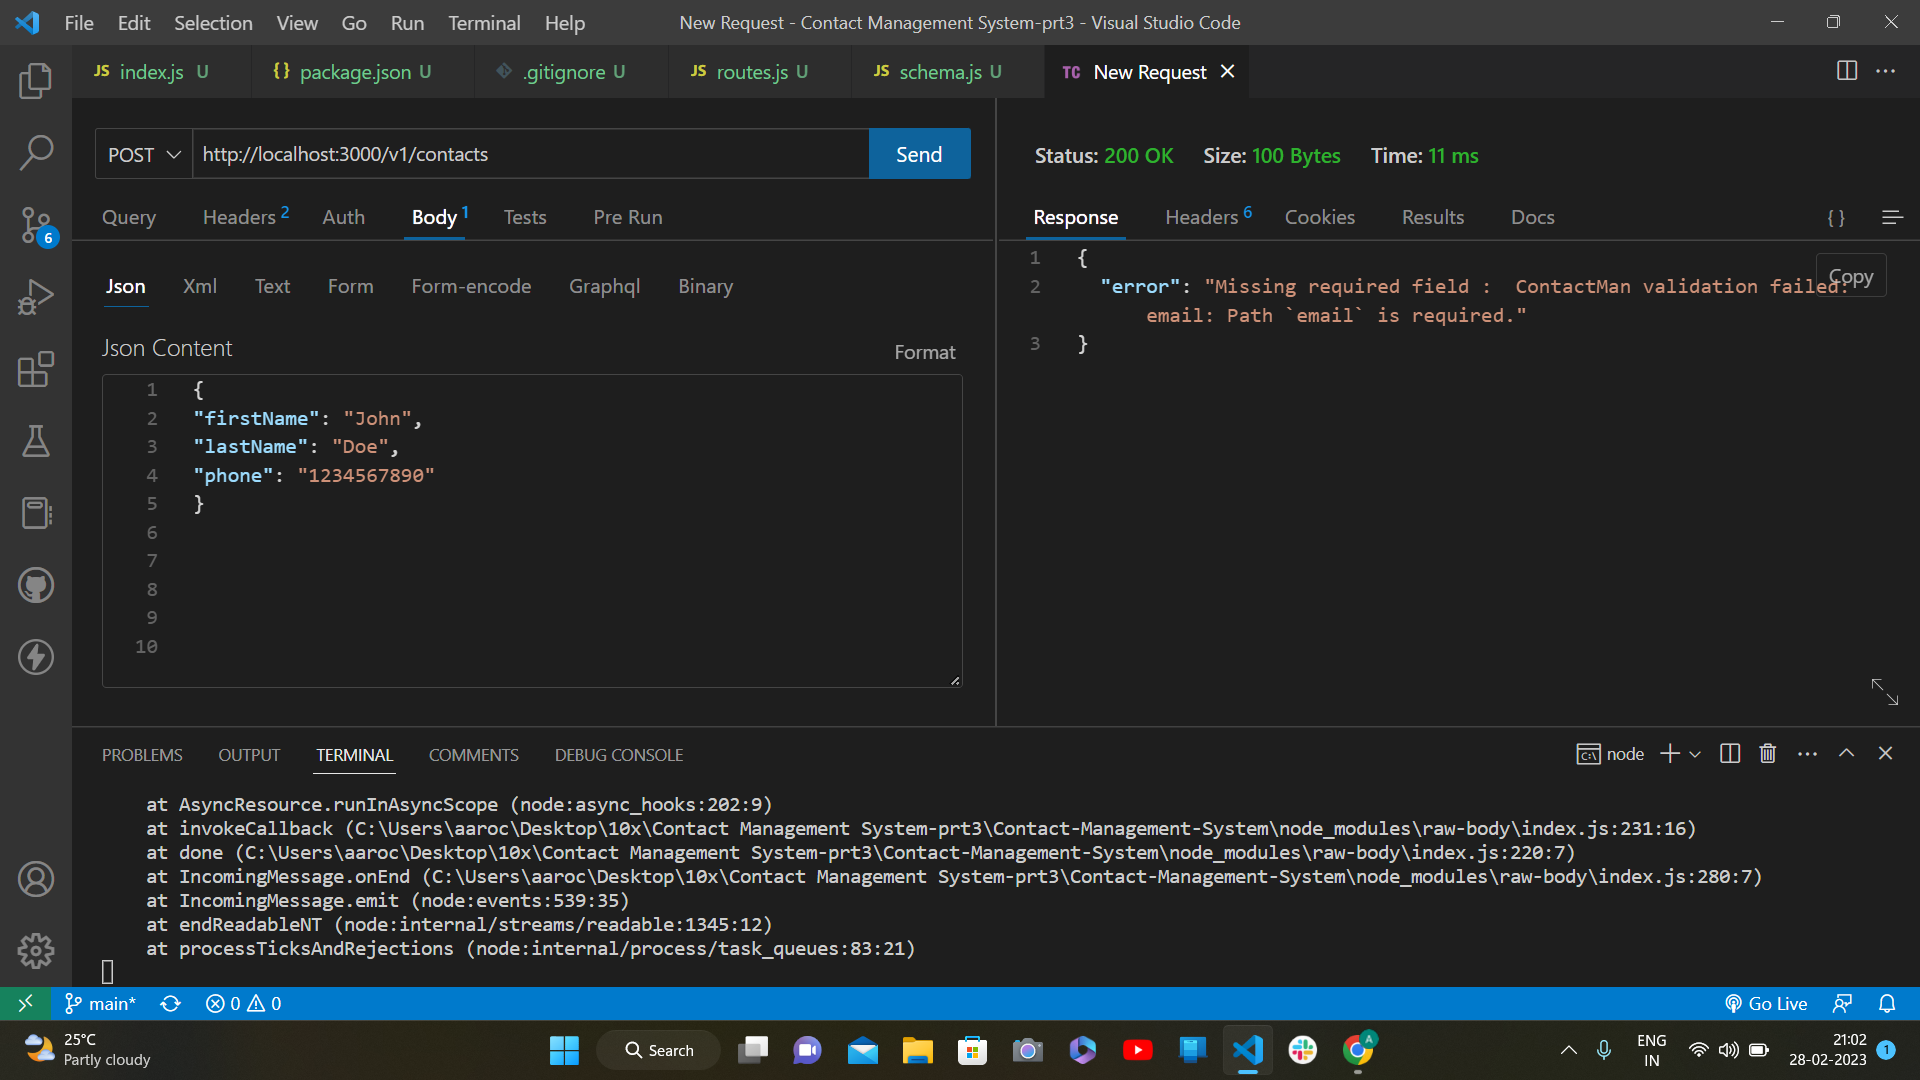 File Edit Selection View Go Run Terminal Help
New Request - Contact Management System-prt3 - Visual Studio Code
JS index.js U
{} package.json U
.gitignore U
JS routes.js U
JS schema.js U
TC New Request
POST
http://localhost:3000/v1/contacts
Send
Query Headers 2 Auth Body 1 Tests Pre Run
Json Xml Text Form Form-encode Graphql Binary
Json Content
Format
1 {
2 "firstName": "John",
3 "lastName": "Doe",
4 "phone": "1234567890"
5 }
6
7
8
9
10
Status: 200 OK Size: 100 Bytes Time: 11 ms
Response Headers 6 Cookies Results Docs { }
Copy
1 {
2 "error": "Missing required field :  ContactMan validation failed:
email: Path `email` is required."
3 }
PROBLEMS OUTPUT TERMINAL COMMENTS DEBUG CONSOLE
node
at AsyncResource.runInAsyncScope (node:async_hooks:202:9)
at invokeCallback (C:\Users\aaroc\Desktop\10x\Contact Management System-prt3\Contact-Management-System\node_modules\raw-body\index.js:231:16)
at done (C:\Users\aaroc\Desktop\10x\Contact Management System-prt3\Contact-Management-System\node_modules\raw-body\index.js:220:7)
at IncomingMessage.onEnd (C:\Users\aaroc\Desktop\10x\Contact Management System-prt3\Contact-Management-System\node_modules\raw-body\index.js:280:7)
at IncomingMessage.emit (node:events:539:35)
at endReadableNT (node:internal/streams/readable:1345:12)
at processTicksAndRejections (node:internal/process/task_queues:83:21)
6
main* 0 0
Go Live
25°C
Partly cloudy
Search
A
ENG
IN
21:02
28-02-2023
1